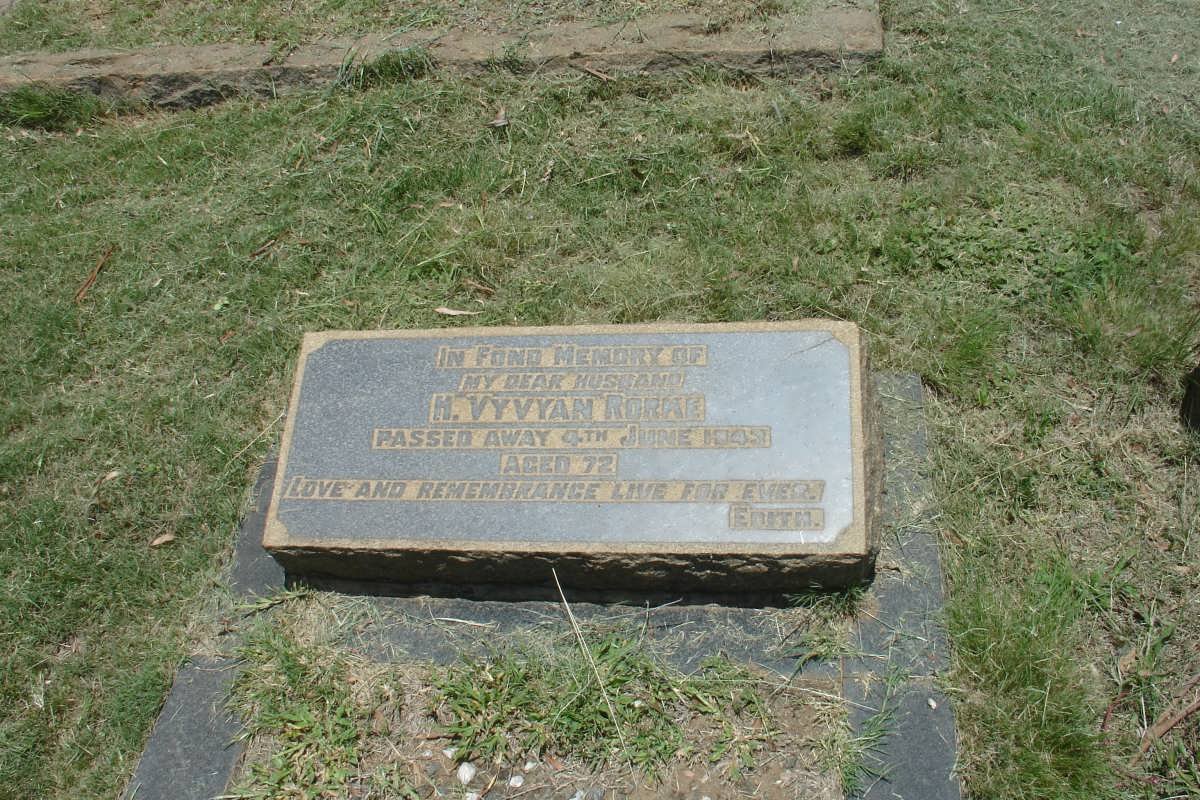 IN FOND MEMORY OF
MY DEAR HUSBAND
H. VYVYAN RORKE
PASSED AWAY 4TH JUNE 1943
AGED 72
LOVE AND REMEMBRANCE LIVE FOR EVER.
EDITH.